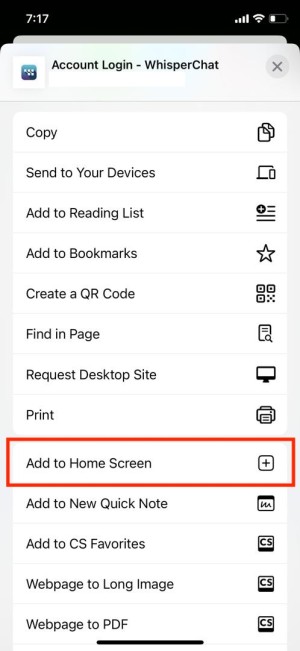 7:17
Account Login - WhisperChat
Copy
Send to Your Devices
Add to Reading List
Add to Bookmarks
Create a QR Code
Find in Page
Request Desktop Site
Print
Add to Home Screen
Add to New Quick Note
Add to CS Favorites
CS
Webpage to Long Image
CS
Webpage to PDF
CS